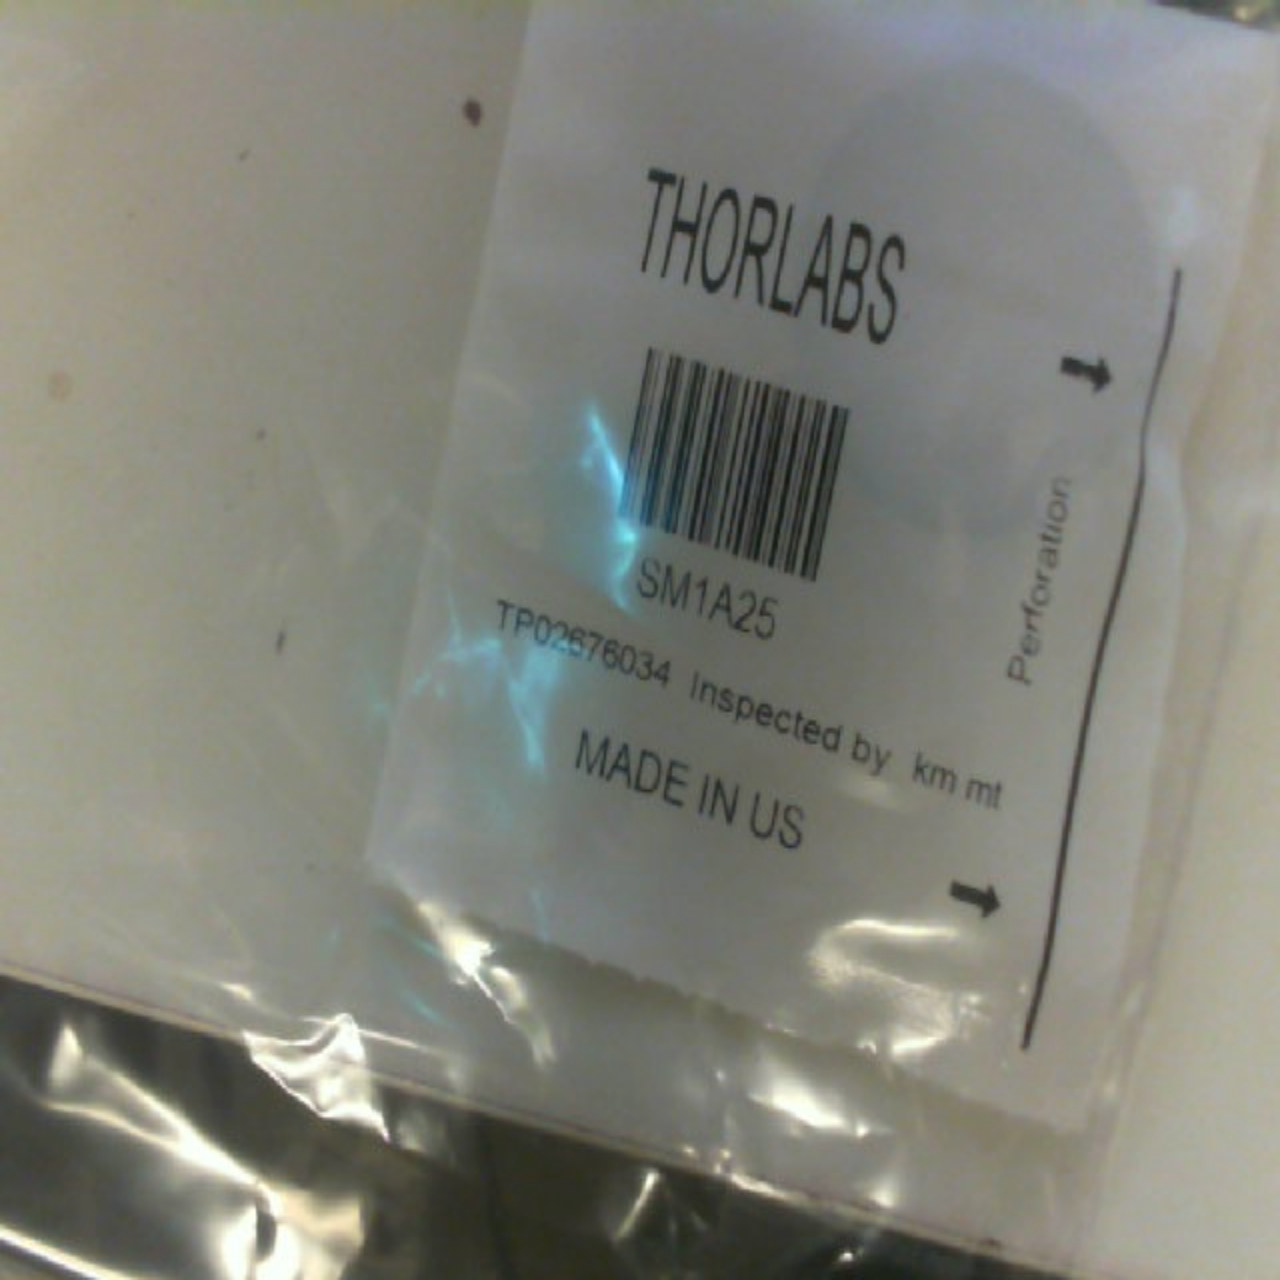 THORLABS
SM1A25
TP02676034 Inspected by km mt
MADE IN US
Perforation